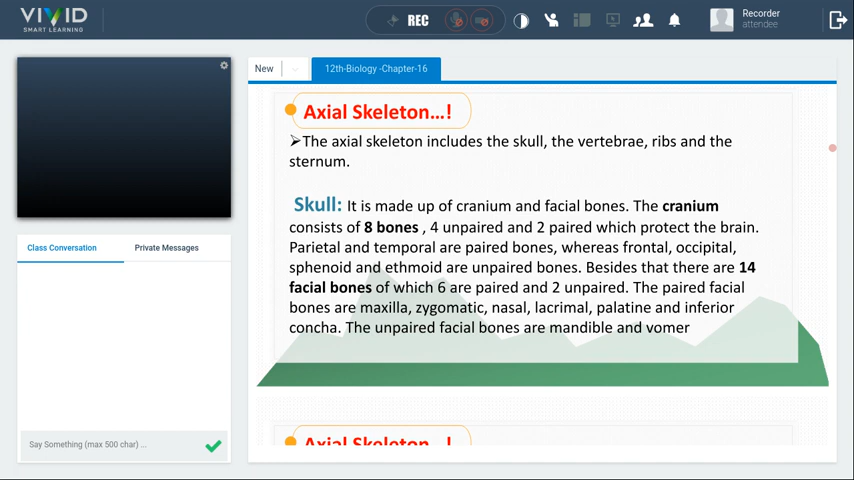 VIVID
SMART LEARNING
REC
Recorder
attendee
New
12th-Biology -Chapter-16
Axial Skeleton...!
➢The axial skeleton includes the skull, the vertebrae, ribs and the
sternum.
Skull: It is made up of cranium and facial bones. The cranium
consists of 8 bones , 4 unpaired and 2 paired which protect the brain.
Parietal and temporal are paired bones, whereas frontal, occipital,
sphenoid and ethmoid are unpaired bones. Besides that there are 14
facial bones of which 6 are paired and 2 unpaired. The paired facial
bones are maxilla, zygomatic, nasal, lacrimal, palatine and inferior
concha. The unpaired facial bones are mandible and vomer
Class Conversation
Private Messages
Say Something (max 500 char) ...
Axial Skeleton...!